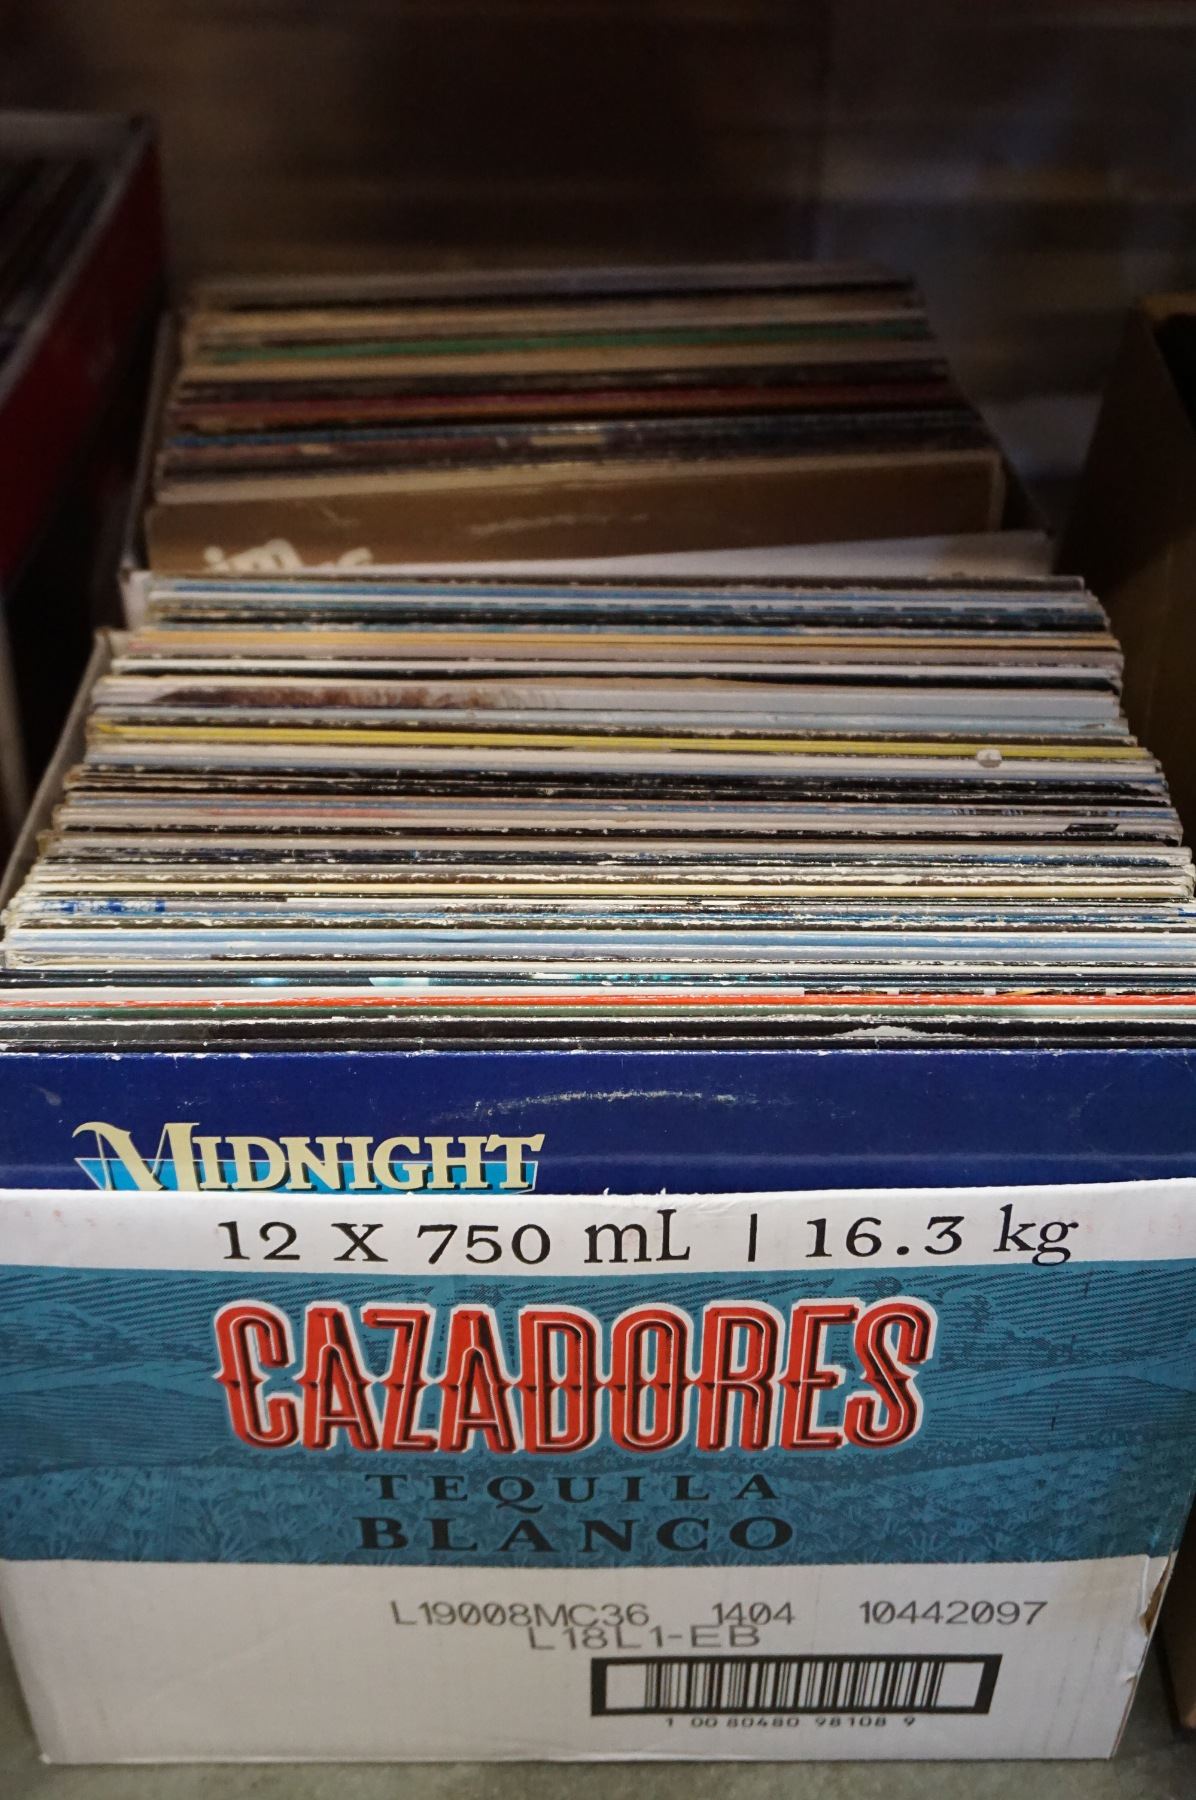 MIDNIGHT
12 X 750 mL | 16.3 kg
CAZADORES
TEQUILA
BLANCO
L19008MC36 1404 10442097
L18L1-EB
1 00 80480 98108 9